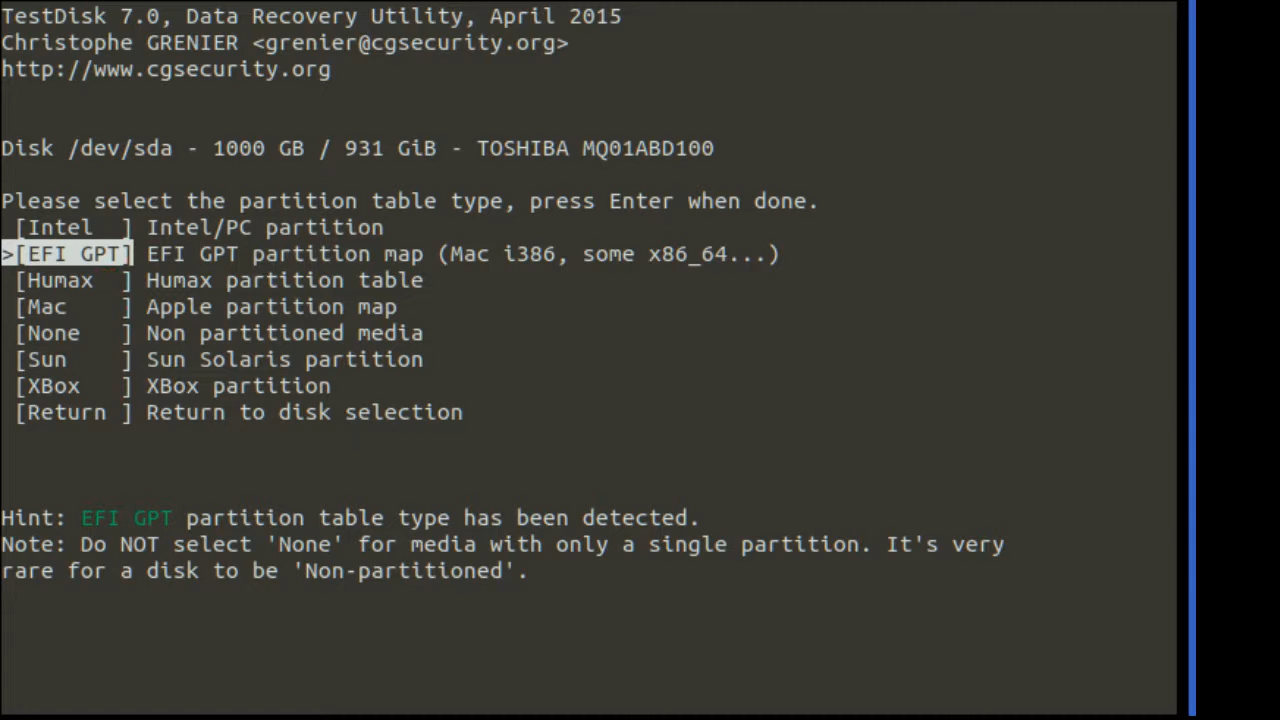 TestDisk 7.0, Data Recovery Utility, April 2015
Christophe GRENIER <grenier@cgsecurity.org>
http://www.cgsecurity.org
Disk /dev/sda - 1000 GB / 931 GiB - TOSHIBA MQ01ABD100
Please select the partition table type, press Enter when done.
[Intel  ] Intel/PC partition
>[EFI GPT] EFI GPT partition map (Mac i386, some x86_64...)
[Humax  ] Humax partition table
[Mac    ] Apple partition map
[None   ] Non partitioned media
[Sun    ] Sun Solaris partition
[XBox   ] XBox partition
[Return ] Return to disk selection
Hint: EFI GPT partition table type has been detected.
Note: Do NOT select 'None' for media with only a single partition. It's very
rare for a disk to be 'Non-partitioned'.